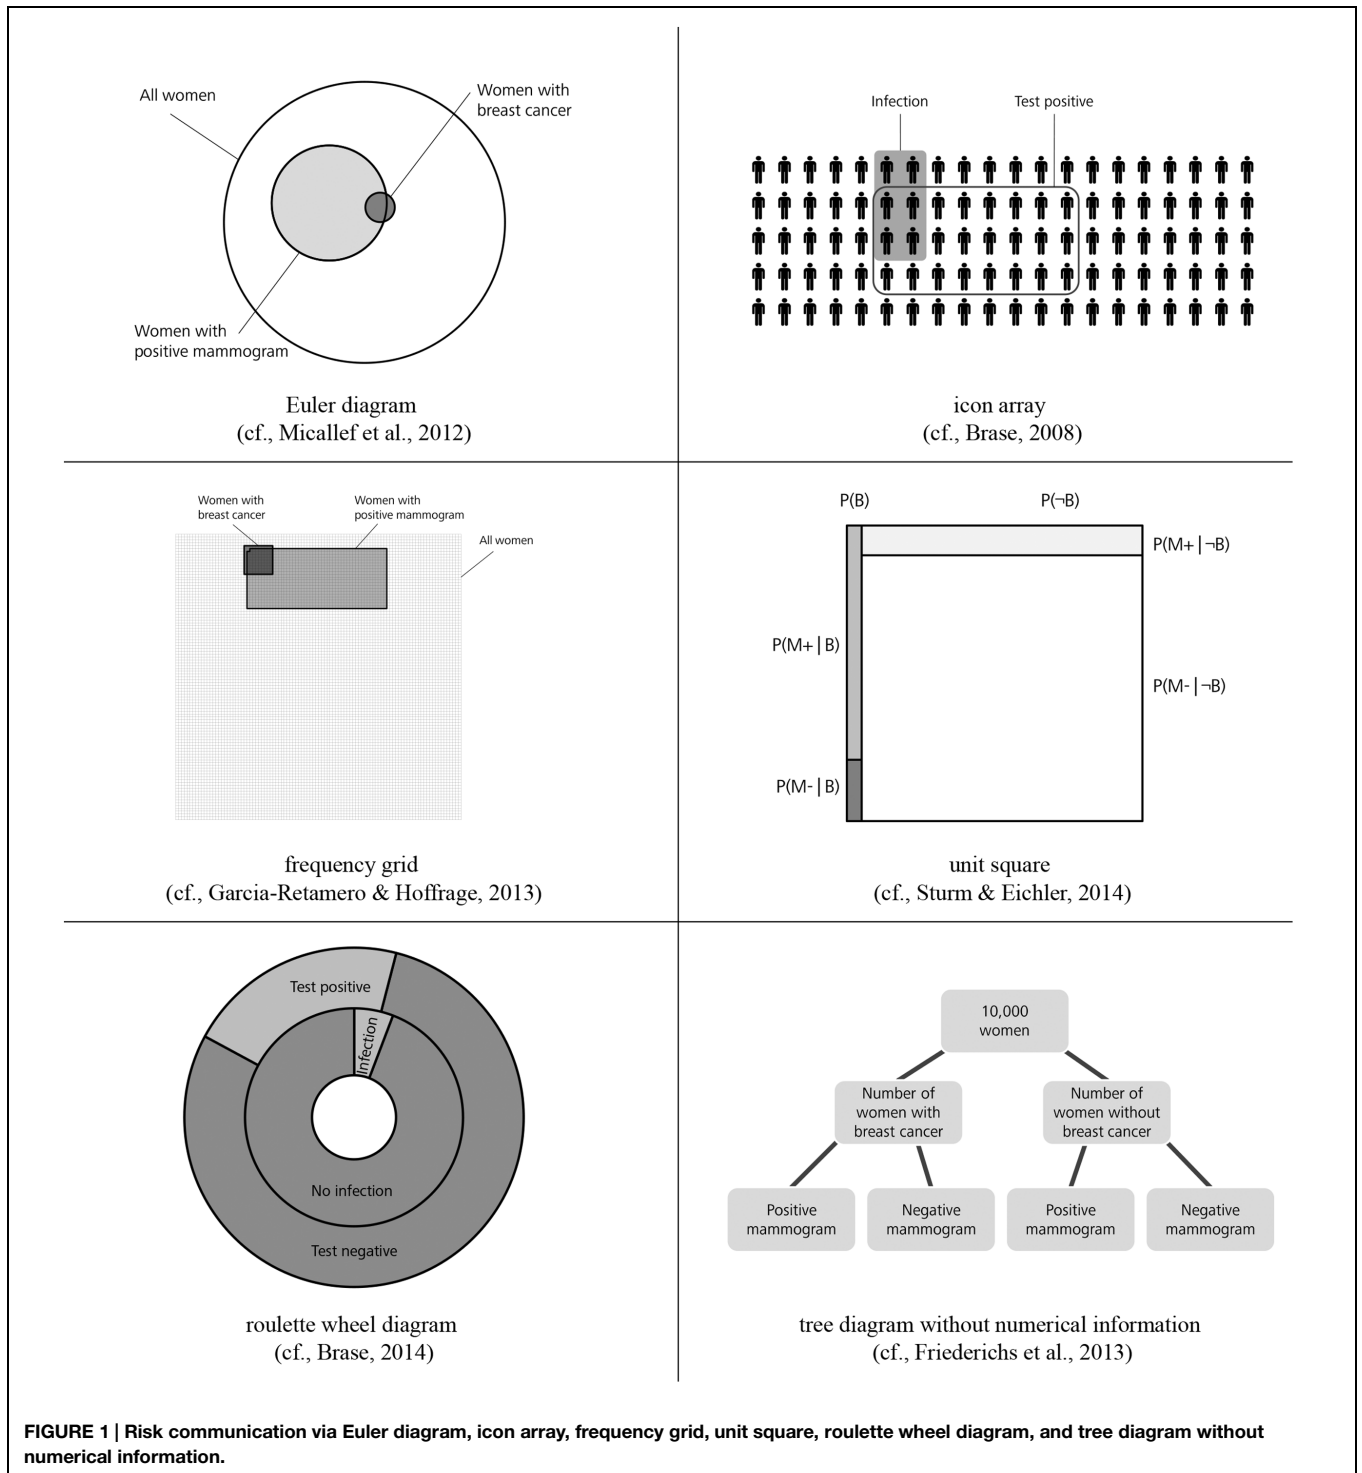 All women
Women with
breast cancer
Women with
positive mammogram
Euler diagram
(cf., Micallef et al., 2012)
Infection
Test positive
icon array
(cf., Brase, 2008)
Women with
breast cancer
Women with
positive mammogram
All women
frequency grid
(cf., Garcia-Retamero & Hoffrage, 2013)
P(B)
P(¬B)
P(M+|¬B)
P(M+|B)
P(M-|¬B)
P(M-|B)
unit square
(cf., Sturm & Eichler, 2014)
Test positive
Infection
No infection
Test negative
roulette wheel diagram
(cf., Brase, 2014)
10,000
women
Number of
women with
breast cancer
Number of
women without
breast cancer
Positive
mammogram
Negative
mammogram
Positive
mammogram
Negative
mammogram
tree diagram without numerical information
(cf., Friederichs et al., 2013)
FIGURE 1 | Risk communication via Euler diagram, icon array, frequency grid, unit square, roulette wheel diagram, and tree diagram without
numerical information.